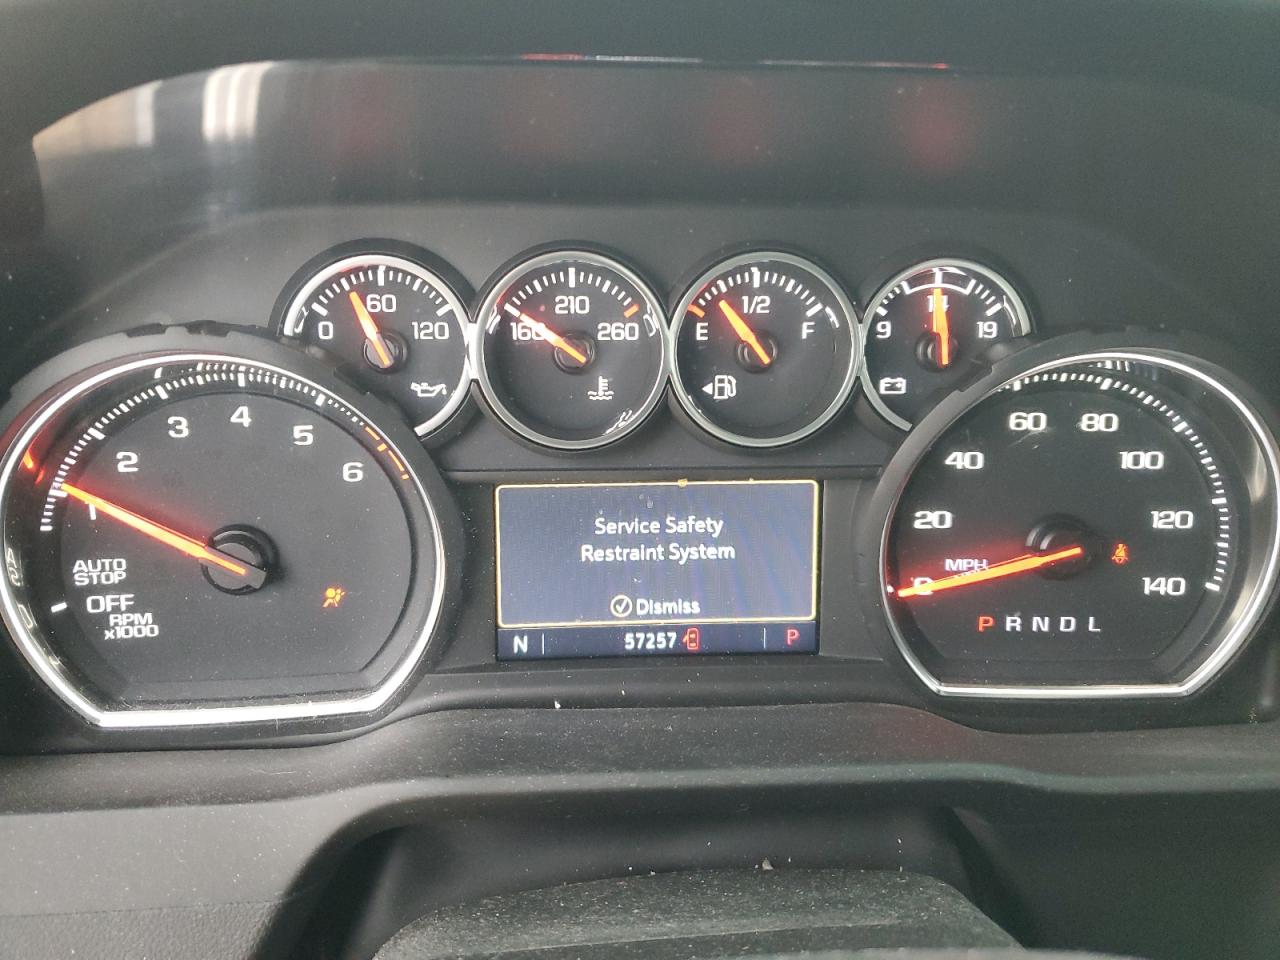 0
60
120
160
210
260
E
1/2
F
9
14
19
1
2
3
4
5
6
AUTO
STOP
OFF
RPM
x1000
Service Safety
Restraint System
Dismiss
N
57257
P
0
20
40
60
80
100
120
140
MPH
P R N D L